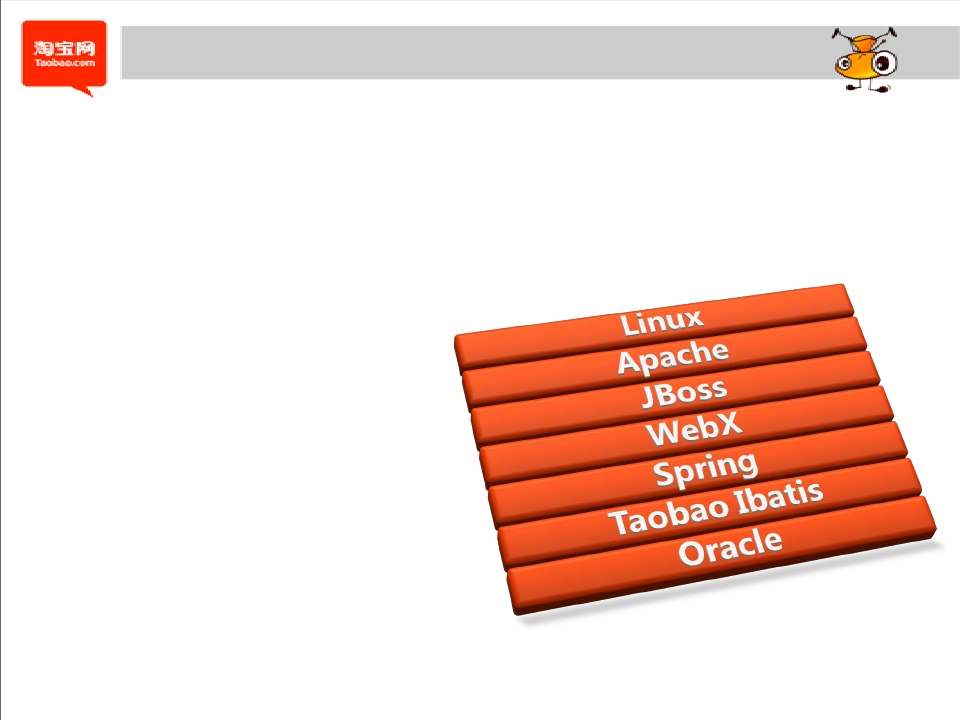 淘宝网
Taobao.com
Linux
Apache
JBoss
WebX
Spring
Taobao Ibatis
Oracle